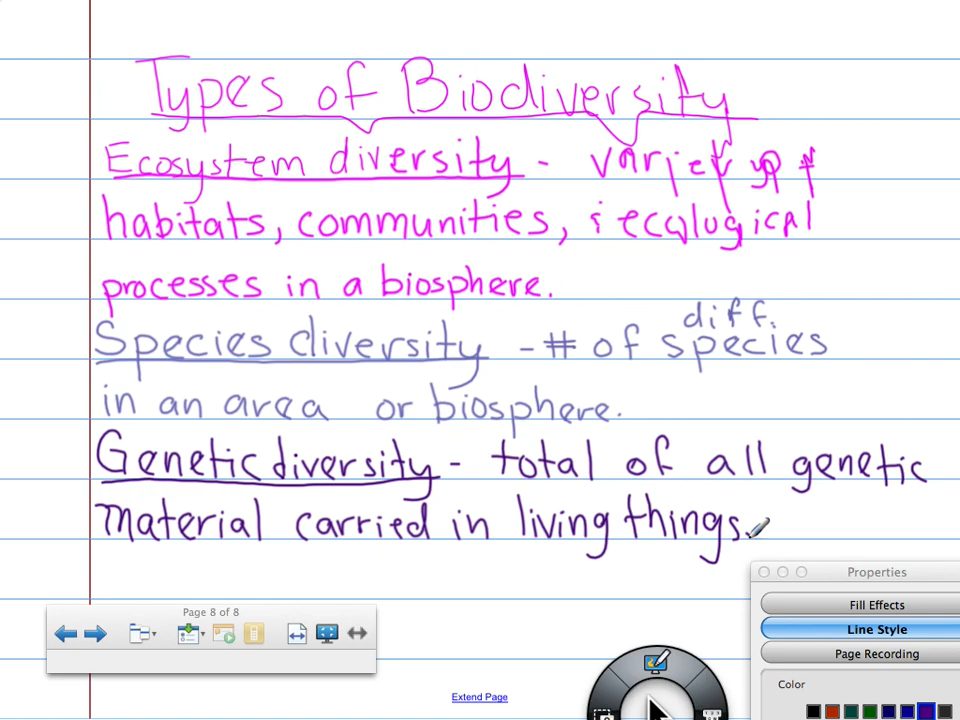 Types of Biodiversity
Ecosystem diversity - variety of
habitats, communities, & ecological
processes in a biosphere.
diff.
Species diversity - # of species
in an area or biosphere.
Genetic diversity - total of all genetic
material carried in living things.
Properties
Fill Effects
Line Style
Page Recording
Color
Page 8 of 8
Extend Page